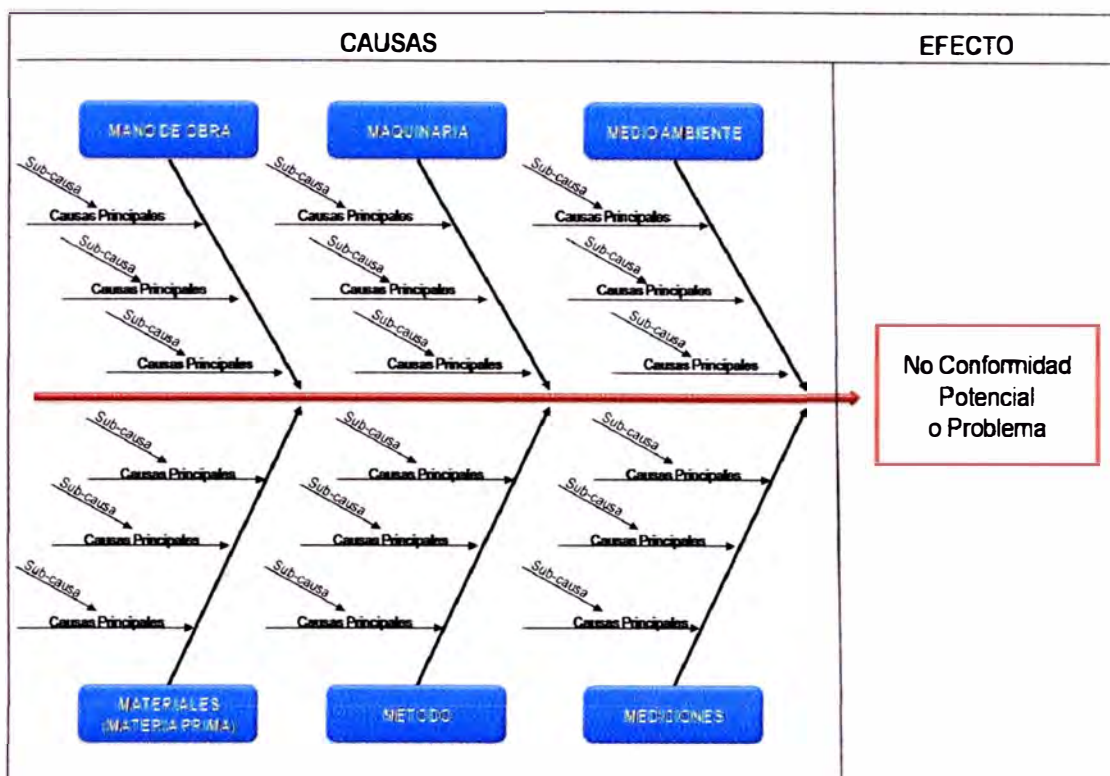 CAUSAS
EFECTO
MANO DE OBRA
MAQUINARIA
MEDIO AMBIENTE
Sub-causa
Causas Principales
Sub-causa
Causas Principales
Sub-causa
Causas Principales
Sub-causa
Causas Principales
Sub-causa
Causas Principales
Sub-causa
Causas Principales
Sub-causa
Causas Principales
Sub-causa
Causas Principales
Sub-causa
Causas Principales
No Conformidad
Potencial
o Problema
Sub-causa
Causas Principales
Sub-causa
Causas Principales
Sub-causa
Causas Principales
Sub-causa
Causas Principales
Sub-causa
Causas Principales
Sub-causa
Causas Principales
Sub-causa
Causas Principales
Sub-causa
Causas Principales
Sub-causa
Causas Principales
MATERIALES
(MATERIA PRIMA)
METODO
MEDICIONES